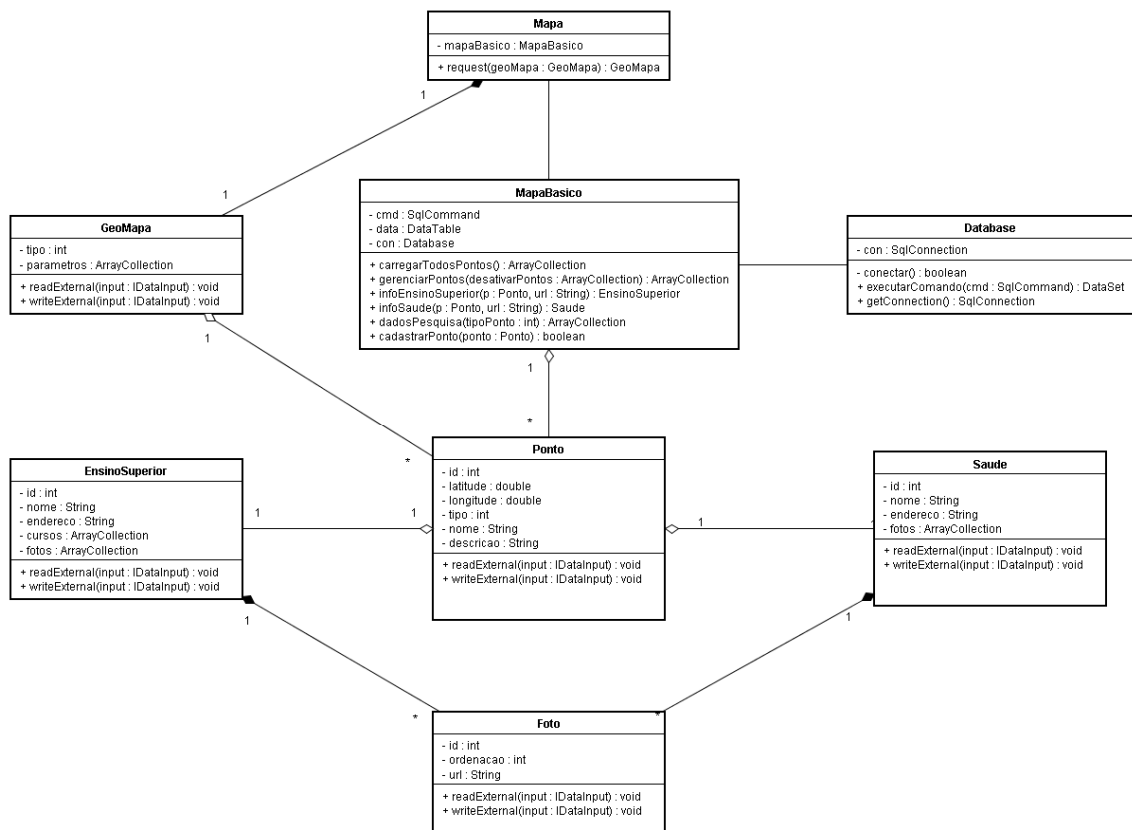 Mapa
- mapaBasico : MapaBasico
+ request(geoMapa : GeoMapa) : GeoMapa
1
1
MapaBasico
- cmd : SqlCommand
- data : DataTable
- con : Database
+ carregarTodosPontos() : ArrayCollection
+ gerenciarPontos(desativarPontos : ArrayCollection) : ArrayCollection
+ infoEnsinoSuperior(p : Ponto, url : String) : EnsinoSuperior
+ infoSaude(p : Ponto, url : String) : Saude
+ dadosPesquisa(tipoPonto : int) : ArrayCollection
+ cadastrarPonto(ponto : Ponto) : boolean
GeoMapa
- tipo : int
- parametros : ArrayCollection
+ readExternal(input : IDataInput) : void
+ writeExternal(input : IDataInput) : void
Database
- con : SqlConnection
- conectar() : boolean
+ executarComando(cmd : SqlCommand) : DataSet
+ getConnection() : SqlConnection
1
1
*
*
EnsinoSuperior
- id : int
- nome : String
- endereco : String
- cursos : ArrayCollection
- fotos : ArrayCollection
+ readExternal(input : IDataInput) : void
+ writeExternal(input : IDataInput) : void
1
1
Ponto
- id : int
- latitude : double
- longitude : double
- tipo : int
- nome : String
- descricao : String
+ readExternal(input : IDataInput) : void
+ writeExternal(input : IDataInput) : void
1
Saude
- id : int
- nome : String
- endereco : String
- fotos : ArrayCollection
+ readExternal(input : IDataInput) : void
+ writeExternal(input : IDataInput) : void
1
1
*
*
Foto
- id : int
- ordenacao : int
- url : String
+ readExternal(input : IDataInput) : void
+ writeExternal(input : IDataInput) : void